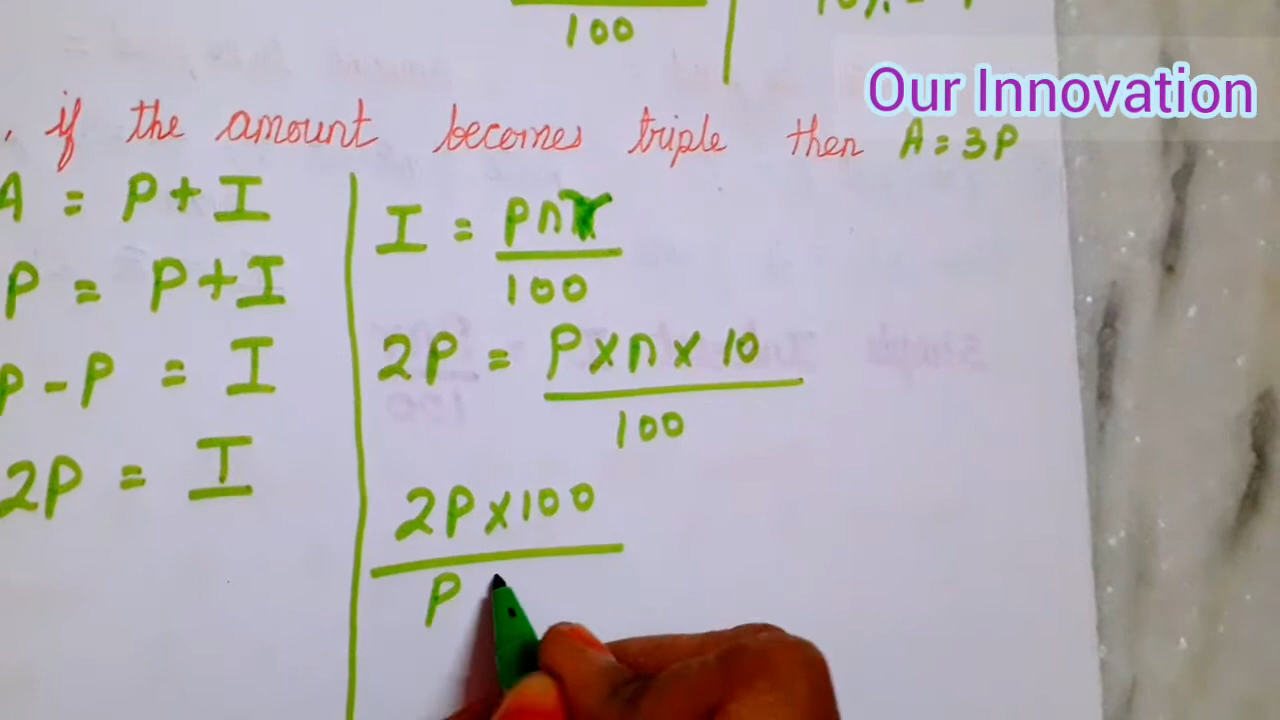 100
Our Innovation
. if the amount becomes triple then A = 3P
A = P + I
P = P + I
P - P = I
2P = I
I = pnr
100
2P = P x n x 10
100
2P x 100
P